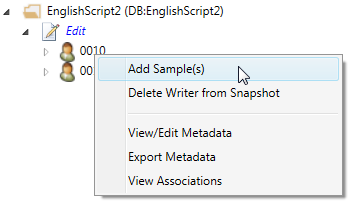 EnglishScript2 (DB:EnglishScript2)
Edit
0010
00
Add Sample(s)
Delete Writer from Snapshot
View/Edit Metadata
Export Metadata
View Associations